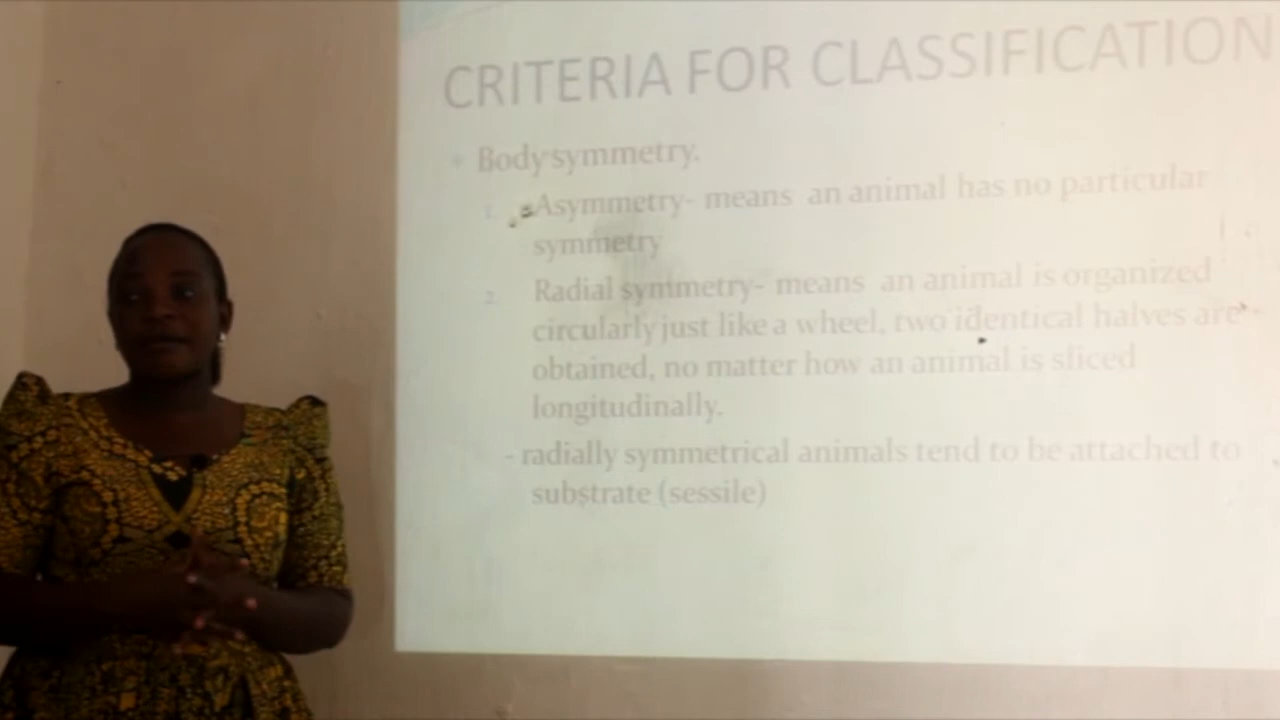 CRITERIA FOR CLASSIFICATION
Body symmetry.
1. Asymmetry- means an animal has no particular
symmetry
2. Radial symmetry- means an animal is organized
circularly just like a wheel, two identical halves are
obtained, no matter how an animal is sliced
longitudinally.
- radially symmetrical animals tend to be attached to
substrate (sessile)